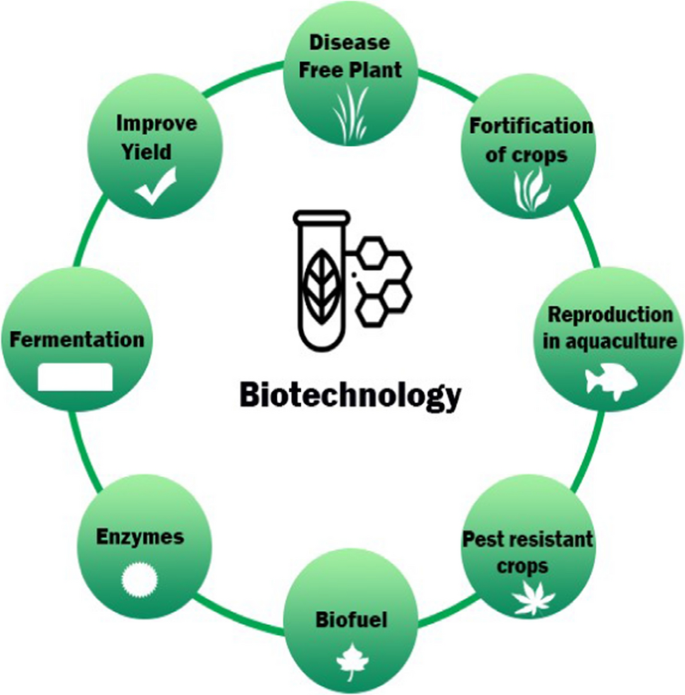 Disease
Free Plant
Improve
Yield
Fortification
of crops
Fermentation
Reproduction
in aquaculture
Biotechnology
Enzymes
Pest resistant
crops
Biofuel